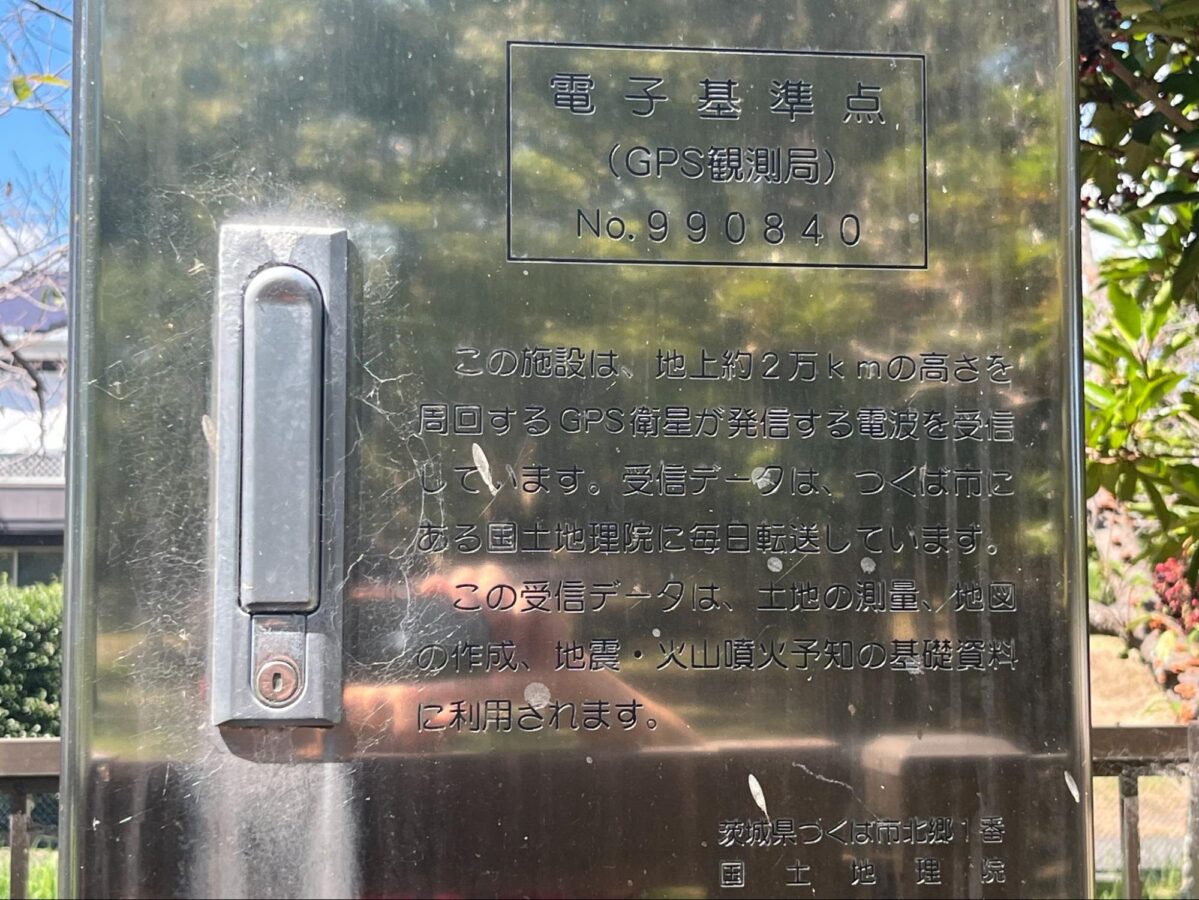 電子基準点
(GPS観測局)
No.990840
この施設は、地上約2万kmの高さを
周回するGPS衛星が発信する電波を受信
しています。受信データは、つくば市に
ある国土地理院に毎日転送しています。
この受信データは、土地の測量、地図
の作成、地震・火山噴火予知の基礎資料
に利用されます。
茨城県つくば市北郷1番
国土地理院